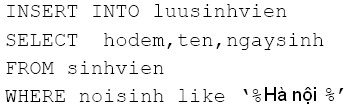 INSERT INTO luusinhvien
SELECT hodem,ten,ngaysinh
FROM sinhvien
WHERE noisinh like ‘%Hà nội %’